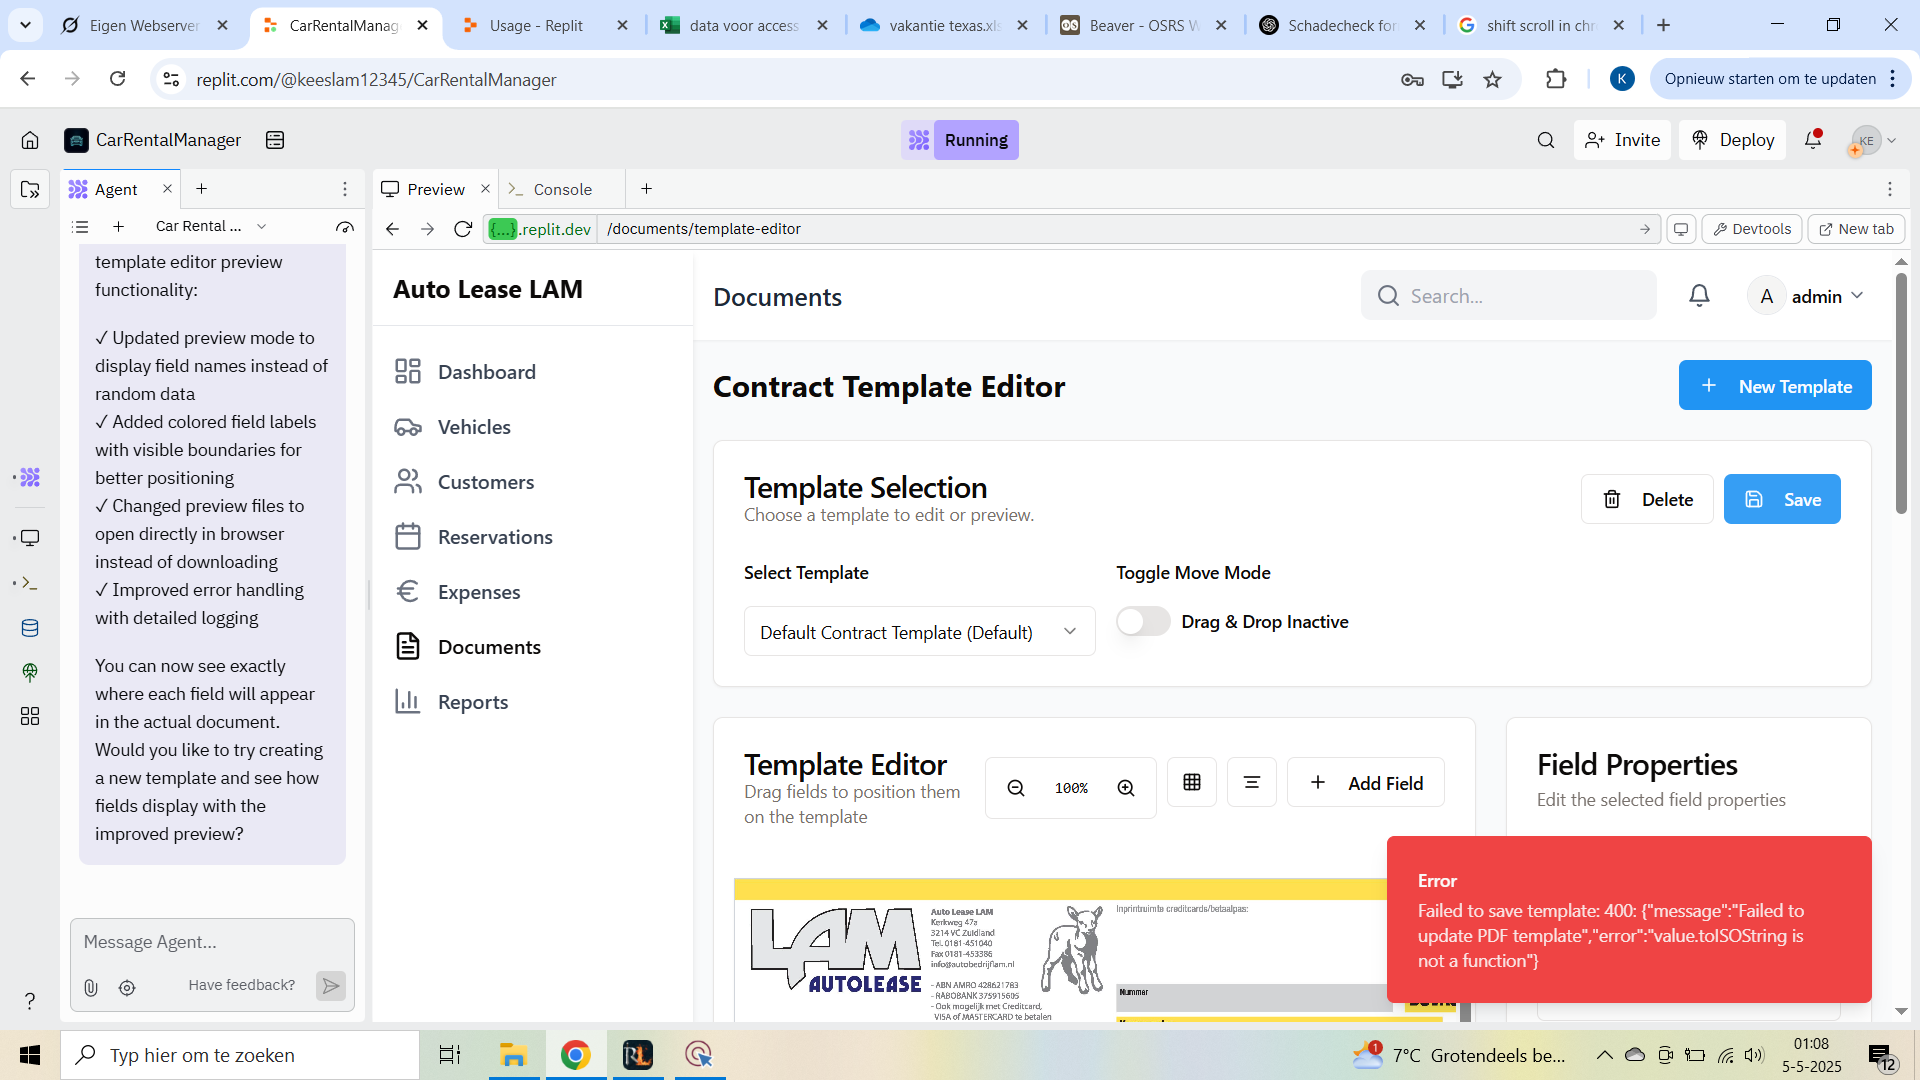 Eigen Webserver
CarRentalManag
Usage - Replit
data voor access
vakantie texas.xls
Beaver - OSRS W
Schadecheck for
shift scroll in chr
replit.com/@keeslam12345/CarRentalManager
K
Opnieuw starten om te updaten
CarRentalManager
Running
Invite
Deploy
KE
Agent
Preview
Console
Car Rental ...
{...}.replit.dev
/documents/template-editor
Devtools
New tab
template editor preview
functionality:
✓ Updated preview mode to
display field names instead of
random data
✓ Added colored field labels
with visible boundaries for
better positioning
✓ Changed preview files to
open directly in browser
instead of downloading
✓ Improved error handling
with detailed logging
You can now see exactly
where each field will appear
in the actual document.
Would you like to try creating
a new template and see how
fields display with the
improved preview?
Message Agent...
Have feedback?
?
Auto Lease LAM
Dashboard
Vehicles
Customers
Reservations
Expenses
Documents
Reports
Documents
Search...
A
admin
Contract Template Editor
New Template
Template Selection
Choose a template to edit or preview.
Delete
Save
Select Template
Toggle Move Mode
Default Contract Template (Default)
Drag & Drop Inactive
Template Editor
Drag fields to position them
on the template
100%
Add Field
Field Properties
Edit the selected field properties
LAM
AUTOLEASE
Auto Lease LAM
Kerkweg 47
3214 VC Zuidland
Tel. 0181-451040
Fax 0181-453386
info@autobedrijflam.nl
- ABN AMRO 428621783
- RABOBANK 375915605
- Ook mogelijk met Creditcard,
VISA of MASTERCARD te betalen
Inprintruimte creditcards/betaalpas:
Nummer
Error
Failed to save template: 400: {"message":"Failed to
update PDF template","error":"value.toISOString is
not a function"}
Typ hier om te zoeken
RL
1
7°C Grotendeels be...
01:08
5-5-2025
12